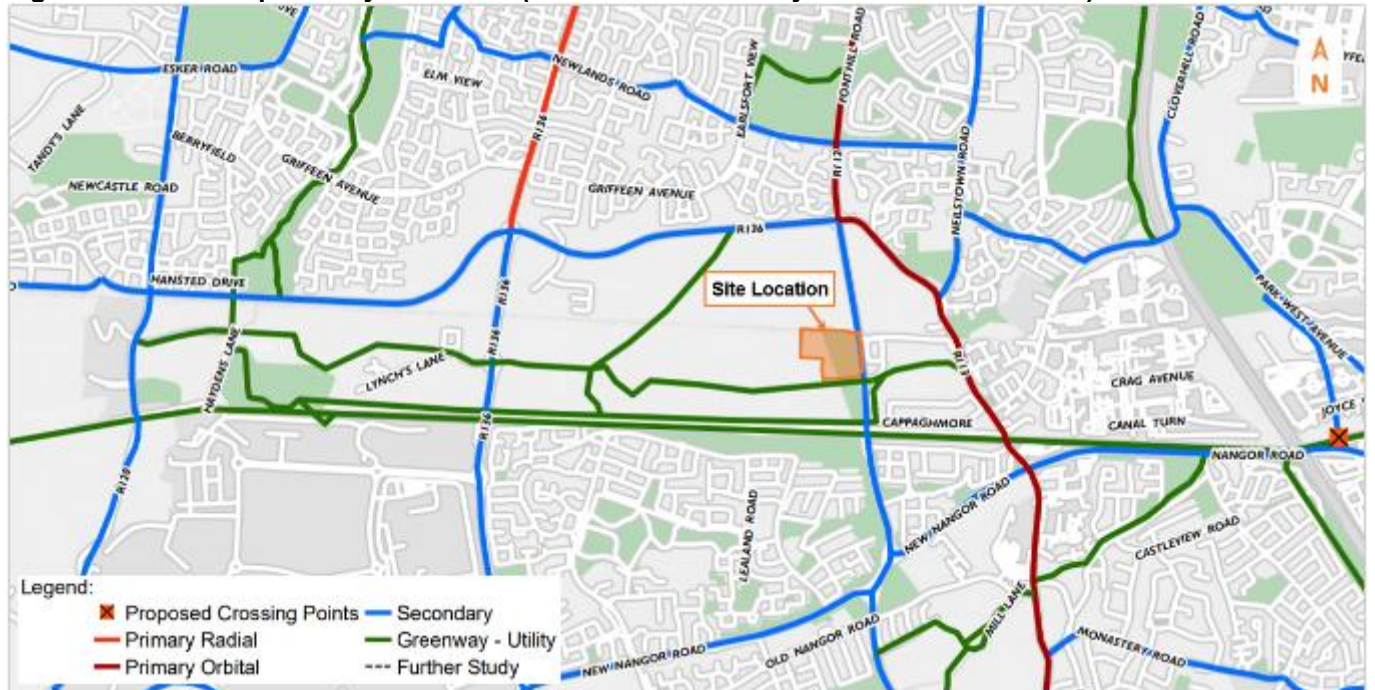 ESKER ROAD
ELM VIEW
NEWLANDS ROAD
EARLSFORT VIEW
FONTHILL ROAD
CLOVERHILL ROAD
N
TANDY'S LANE
BERRYFIELD
R136
R113
NEILSTOWN ROAD
NEWCASTLE ROAD
GRIFFEEN AVENUE
GRIFFEEN AVENUE
R136
HANSTED DRIVE
R136
Site Location
PARK WEST AVENUE
R136
HAYDENS LANE
LYNCH'S LANE
R113
CRAG AVENUE
JOYCE
R136
CAPPAGHMORE
CANAL TURN
NANGOR ROAD
R120
LEALAND ROAD
NEW NANGOR ROAD
CASTLEVIEW ROAD
Legend:
Proposed Crossing Points
Secondary
Primary Radial
Greenway - Utility
Primary Orbital
Further Study
NEW NANGOR ROAD
OLD NANGOR ROAD
MILL LANE
MONASTERY ROAD